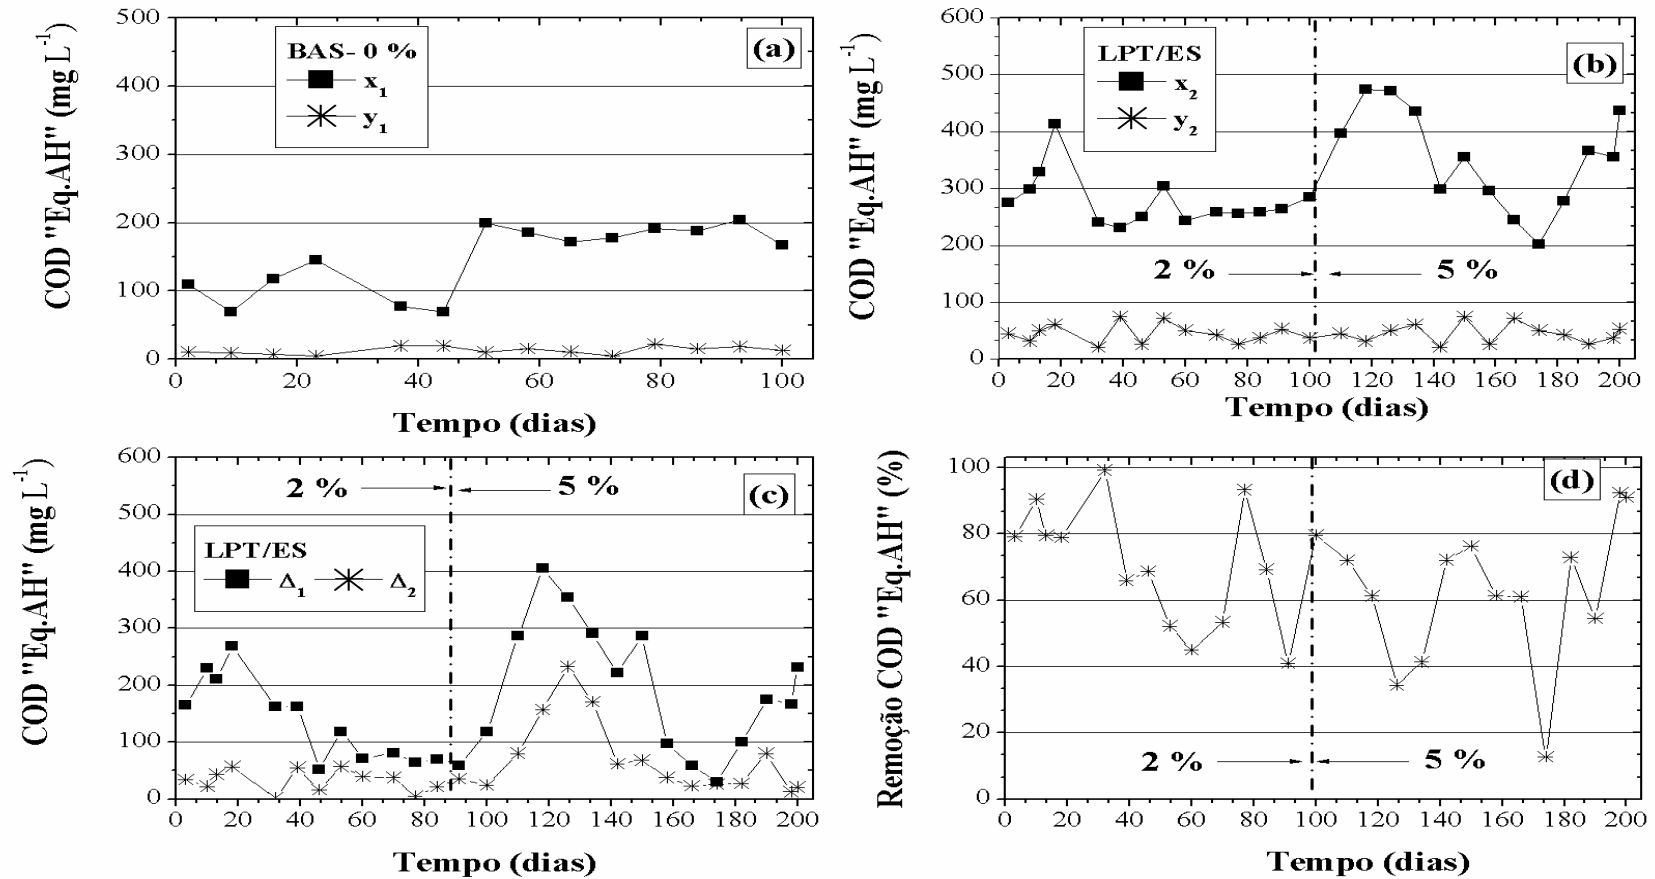 COD "Eq.AH" (mg L-1)
500
400
300
200
100
0
BAS- 0 %
x1
y1
(a)
0 20 40 60 80 100
Tempo (dias)
COD "Eq.AH" (mg L-1)
600
500
400
300
200
100
0
LPT/ES
x2
y2
(b)
2 %
5 %
0 20 40 60 80 100 120 140 160 180 200
Tempo (dias)
COD "Eq.AH" (mg L-1)
600
500
400
300
200
100
0
2 %
5 %
(c)
LPT/ES
Δ1 Δ2
0 20 40 60 80 100 120 140 160 180 200
Tempo (dias)
Remoção COD "Eq.AH" (%)
100
80
60
40
20
0
(d)
2 %
5 %
0 20 40 60 80 100 120 140 160 180 200
Tempo (dias)